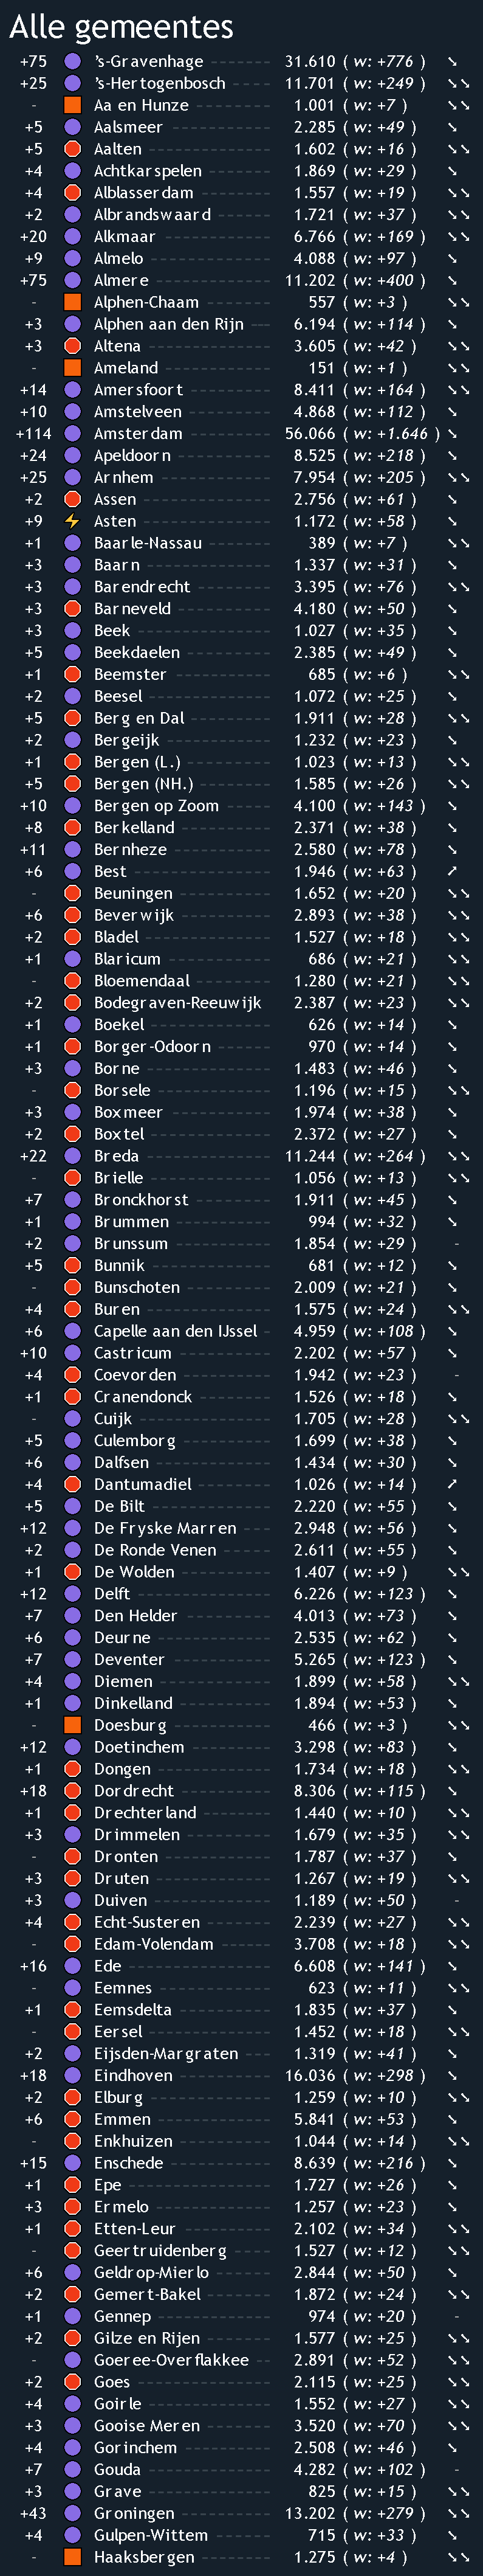 Alle gemeentes
+75 's-Gravenhage 31.610 ( w: +776 )
+25 's-Hertogenbosch 11.701 ( w: +249 )
- Aa en Hunze 1.001 ( w: +7 )
+5 Aalsmeer 2.285 ( w: +49 )
+5 Aalten 1.602 ( w: +16 )
+4 Achtkarspelen 1.869 ( w: +29 )
+4 Alblasserdam 1.557 ( w: +19 )
+2 Albrandswaard 1.721 ( w: +37 )
+20 Alkmaar 6.766 ( w: +169 )
+9 Almelo 4.088 ( w: +97 )
+75 Almere 11.202 ( w: +400 )
- Alphen-Chaam 557 ( w: +3 )
+3 Alphen aan den Rijn 6.194 ( w: +114 )
+3 Altena 3.605 ( w: +42 )
- Ameland 151 ( w: +1 )
+14 Amersfoort 8.411 ( w: +164 )
+10 Amstelveen 4.868 ( w: +112 )
+114 Amsterdam 56.066 ( w: +1.646 )
+24 Apeldoorn 8.525 ( w: +218 )
+25 Arnhem 7.954 ( w: +205 )
+2 Assen 2.756 ( w: +61 )
+9 Asten 1.172 ( w: +58 )
+1 Baarle-Nassau 389 ( w: +7 )
+3 Baarn 1.337 ( w: +31 )
+3 Barendrecht 3.395 ( w: +76 )
+3 Barneveld 4.180 ( w: +50 )
+3 Beek 1.027 ( w: +35 )
+5 Beekdaelen 2.385 ( w: +49 )
+1 Beemster 685 ( w: +6 )
+2 Beesel 1.072 ( w: +25 )
+5 Berg en Dal 1.911 ( w: +28 )
+2 Bergeijk 1.232 ( w: +23 )
+1 Bergen (L.) 1.023 ( w: +13 )
+5 Bergen (NH.) 1.585 ( w: +26 )
+10 Bergen op Zoom 4.100 ( w: +143 )
+8 Berkelland 2.371 ( w: +38 )
+11 Bernheze 2.580 ( w: +78 )
+6 Best 1.946 ( w: +63 )
- Beuningen 1.652 ( w: +20 )
+6 Beverwijk 2.893 ( w: +38 )
+2 Bladel 1.527 ( w: +18 )
+1 Blaricum 686 ( w: +21 )
- Bloemendaal 1.280 ( w: +21 )
+2 Bodegraven-Reeuwijk 2.387 ( w: +23 )
+1 Boekel 626 ( w: +14 )
+1 Borger-Odoorn 970 ( w: +14 )
+3 Borne 1.483 ( w: +46 )
- Borsele 1.196 ( w: +15 )
+3 Boxmeer 1.974 ( w: +38 )
+2 Boxtel 2.372 ( w: +27 )
+22 Breda 11.244 ( w: +264 )
- Brielle 1.056 ( w: +13 )
+7 Bronckhorst 1.911 ( w: +45 )
+1 Brummen 994 ( w: +32 )
+2 Brunssum 1.854 ( w: +29 ) -
+5 Bunnik 681 ( w: +12 )
- Bunschoten 2.009 ( w: +21 )
+4 Buren 1.575 ( w: +24 )
+6 Capelle aan den IJssel 4.959 ( w: +108 )
+10 Castricum 2.202 ( w: +57 )
+4 Coevorden 1.942 ( w: +23 ) -
+1 Cranendonck 1.526 ( w: +18 )
- Cuijk 1.705 ( w: +28 )
+5 Culemborg 1.699 ( w: +38 )
+6 Dalfsen 1.434 ( w: +30 )
+4 Dantumadiel 1.026 ( w: +14 )
+5 De Bilt 2.220 ( w: +55 )
+12 De Fryske Marren 2.948 ( w: +56 )
+2 De Ronde Venen 2.611 ( w: +55 )
+1 De Wolden 1.407 ( w: +9 )
+12 Delft 6.226 ( w: +123 )
+7 Den Helder 4.013 ( w: +73 )
+6 Deurne 2.535 ( w: +62 )
+7 Deventer 5.265 ( w: +123 )
+4 Diemen 1.899 ( w: +58 )
+1 Dinkelland 1.894 ( w: +53 )
- Doesburg 466 ( w: +3 )
+12 Doetinchem 3.298 ( w: +83 )
+1 Dongen 1.734 ( w: +18 )
+18 Dordrecht 8.306 ( w: +115 )
+1 Drechterland 1.440 ( w: +10 )
+3 Drimmelen 1.679 ( w: +35 )
- Dronten 1.787 ( w: +37 )
+3 Druten 1.267 ( w: +19 )
+3 Duiven 1.189 ( w: +50 ) -
+4 Echt-Susteren 2.239 ( w: +27 )
- Edam-Volendam 3.708 ( w: +18 )
+16 Ede 6.608 ( w: +141 )
- Eemnes 623 ( w: +11 )
+1 Eemsdelta 1.835 ( w: +37 )
- Eersel 1.452 ( w: +18 )
+2 Eijsden-Margraten 1.319 ( w: +41 )
+18 Eindhoven 16.036 ( w: +298 )
+2 Elburg 1.259 ( w: +10 )
+6 Emmen 5.841 ( w: +53 )
- Enkhuizen 1.044 ( w: +14 )
+15 Enschede 8.639 ( w: +216 )
+1 Epe 1.727 ( w: +26 )
+3 Ermelo 1.257 ( w: +23 )
+1 Etten-Leur 2.102 ( w: +34 )
- Geertruidenberg 1.527 ( w: +12 )
+6 Geldrop-Mierlo 2.844 ( w: +50 )
+2 Gemert-Bakel 1.872 ( w: +24 )
+1 Gennep 974 ( w: +20 ) -
+2 Gilze en Rijen 1.577 ( w: +25 )
- Goeree-Overflakkee 2.891 ( w: +52 )
+2 Goes 2.115 ( w: +25 )
+4 Goirle 1.552 ( w: +27 )
+3 Gooise Meren 3.520 ( w: +70 )
+4 Gorinchem 2.508 ( w: +46 )
+7 Gouda 4.282 ( w: +102 ) -
+3 Grave 825 ( w: +15 )
+43 Groningen 13.202 ( w: +279 )
+4 Gulpen-Wittem 715 ( w: +33 )
- Haaksbergen 1.275 ( w: +4 )